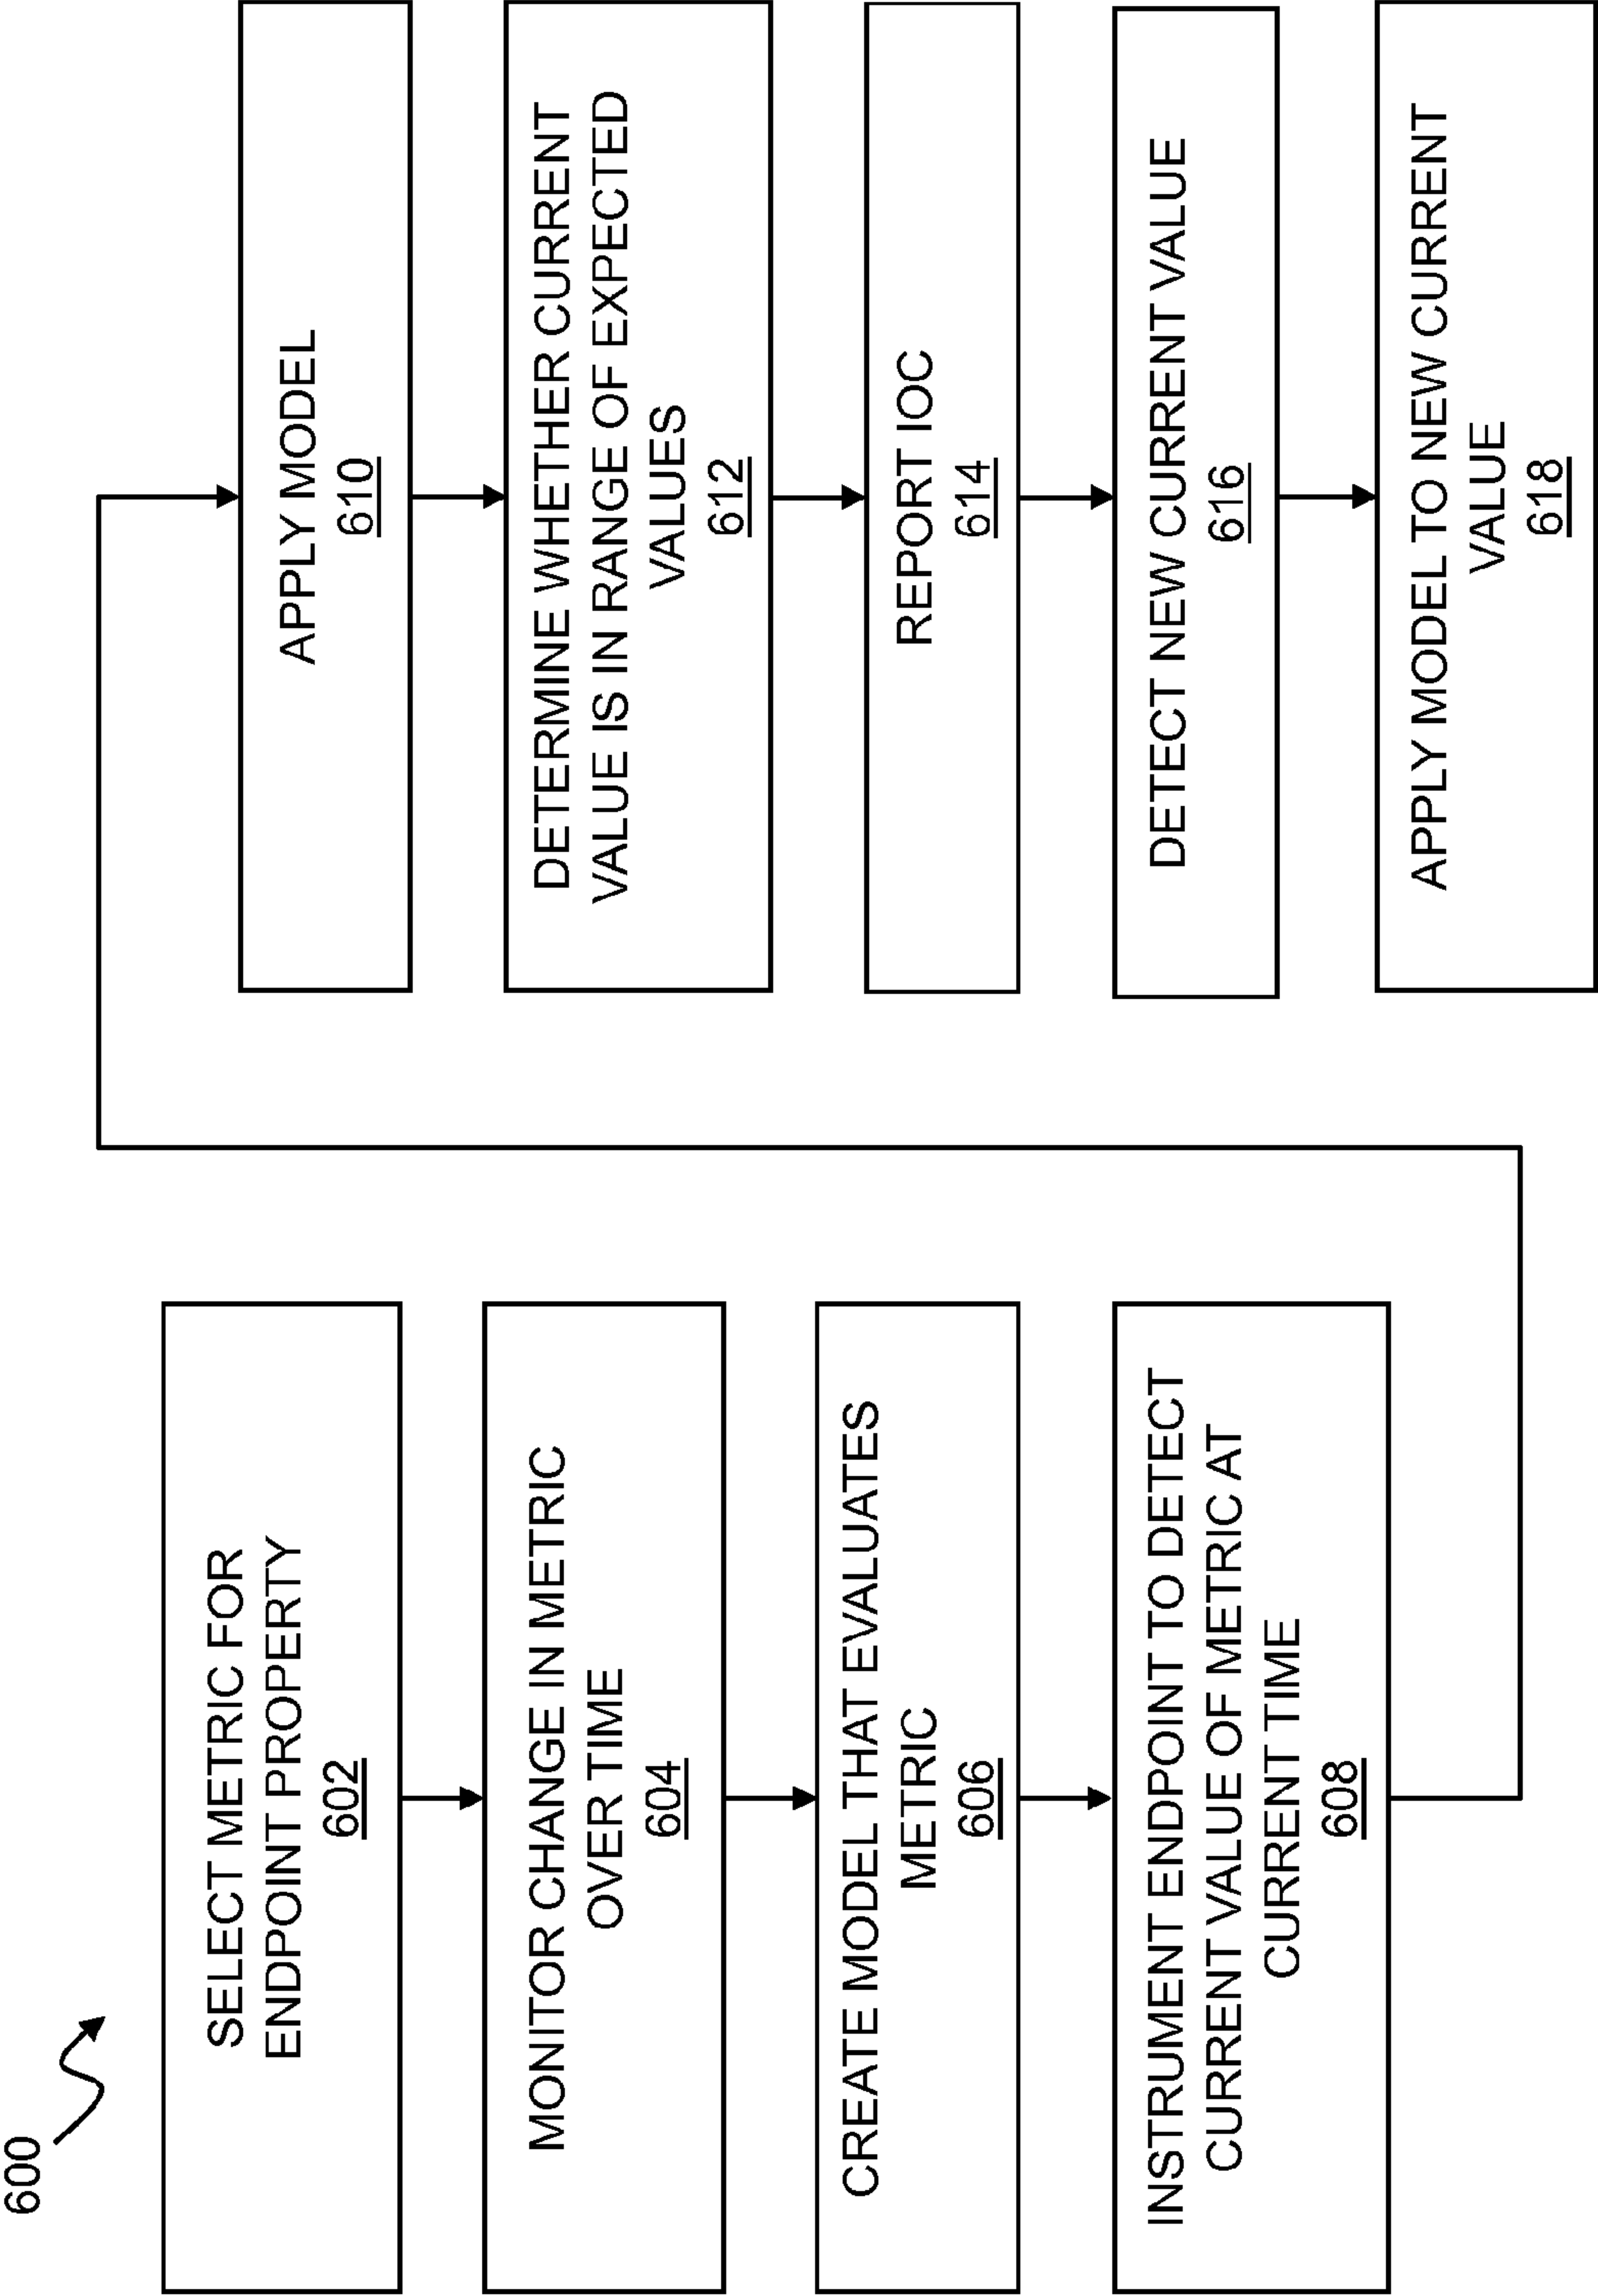 600
SELECT METRIC FOR
ENDPOINT PROPERTY
602
MONITOR CHANGE IN METRIC
OVER TIME
604
CREATE MODEL THAT EVALUATES
METRIC
606
INSTRUMENT ENDPOINT TO DETECT
CURRENT VALUE OF METRIC AT
CURRENT TIME
608
APPLY MODEL
610
DETERMINE WHETHER CURRENT
VALUE IS IN RANGE OF EXPECTED
VALUES
612
REPORT IOC
614
DETECT NEW CURRENT VALUE
616
APPLY MODEL TO NEW CURRENT
VALUE
618